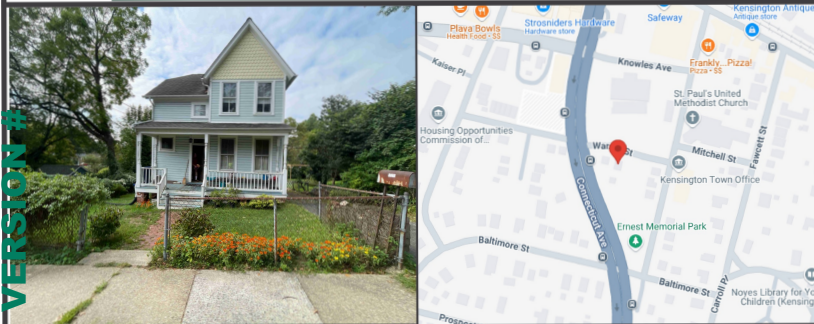 VERSION #
Playa Bowls
Health Food • $$
Strosniders Hardware
Hardware store
Safeway
Kensington Antique
Antique store
Knowles Ave
Frankly...Pizza!
Pizza • $$
Kaiser Pl
St. Paul's United
Methodist Church
Housing Opportunities
Commission of...
Mitchell St
Fawcett St
Kensington Town Office
Connecticut Ave
Ernest Memorial Park
Baltimore St
Baltimore St
Carroll Pl
Noyes Library for Yo
Children (Kensing